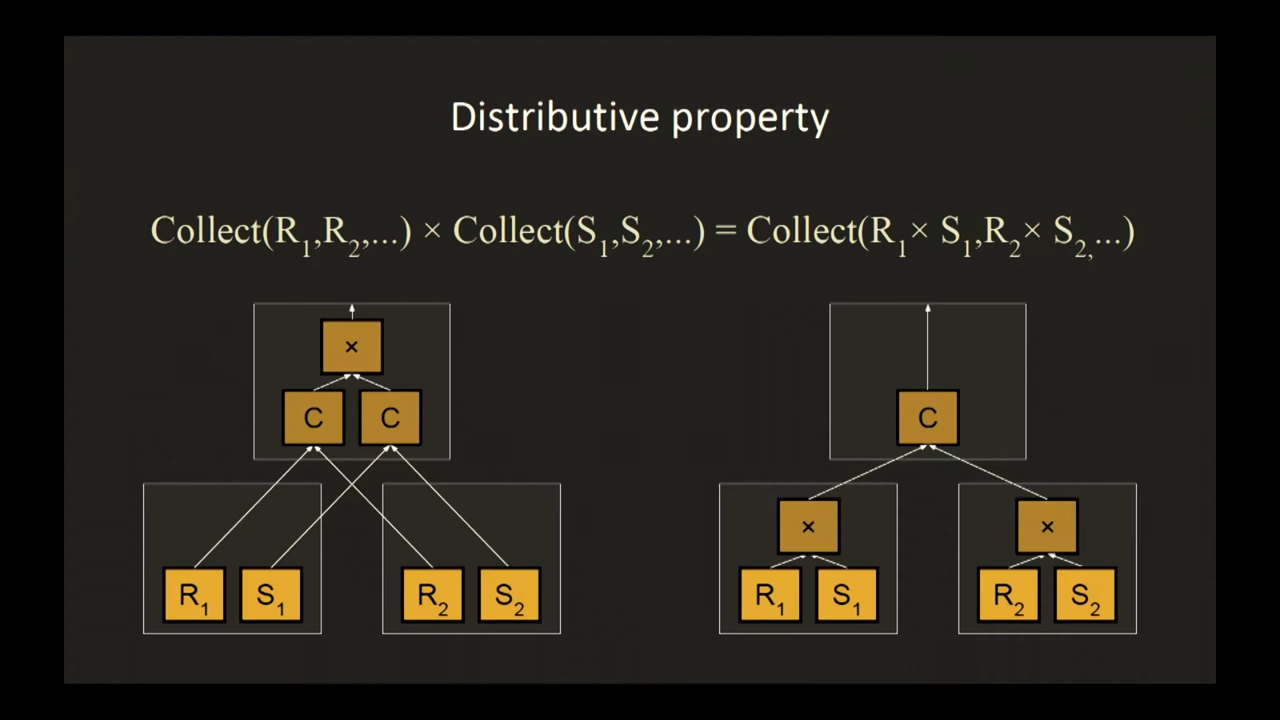 Distributive property
Collect(R₁,R₂,...) × Collect(S₁,S₂,...) = Collect(R₁× S₁,R₂× S₂,...)
×
C C
C
× ×
R₁ S₁ R₂ S₂
R₁ S₁ R₂ S₂